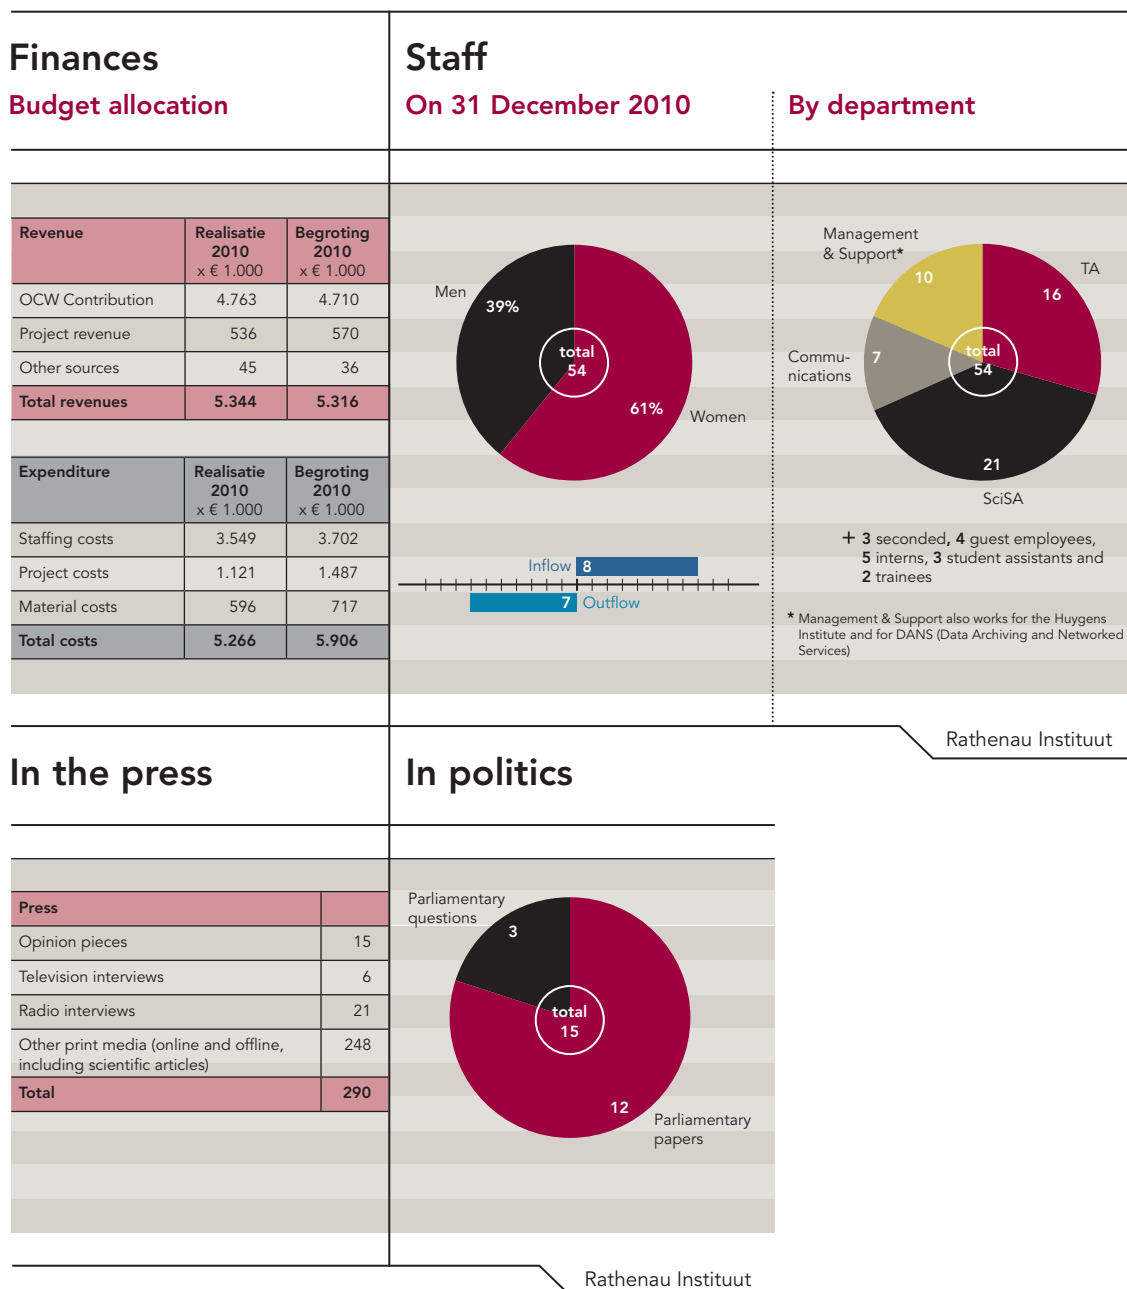 Finances
Budget allocation
Revenue
Realisatie 2010 x € 1.000
Begroting 2010 x € 1.000
OCW Contribution 4.763 4.710
Project revenue 536 570
Other sources 45 36
Total revenues 5.344 5.316
Expenditure
Realisatie 2010 x € 1.000
Begroting 2010 x € 1.000
Staffing costs 3.549 3.702
Project costs 1.121 1.487
Material costs 596 717
Total costs 5.266 5.906
Staff
On 31 December 2010
Men
39%
total
54
61%
Women
Inflow 8
7 Outflow
By department
Management
& Support*
10
TA
16
Commu-
nications
7
total
54
21
SciSA
+ 3 seconded, 4 guest employees,
5 interns, 3 student assistants and
2 trainees
* Management & Support also works for the Huygens
Institute and for DANS (Data Archiving and Networked
Services)
Rathenau Instituut
In the press
Press
Opinion pieces 15
Television interviews 6
Radio interviews 21
Other print media (online and offline, 248
including scientific articles)
Total 290
In politics
Parliamentary
questions
3
total
15
12
Parliamentary
papers
Rathenau Instituut